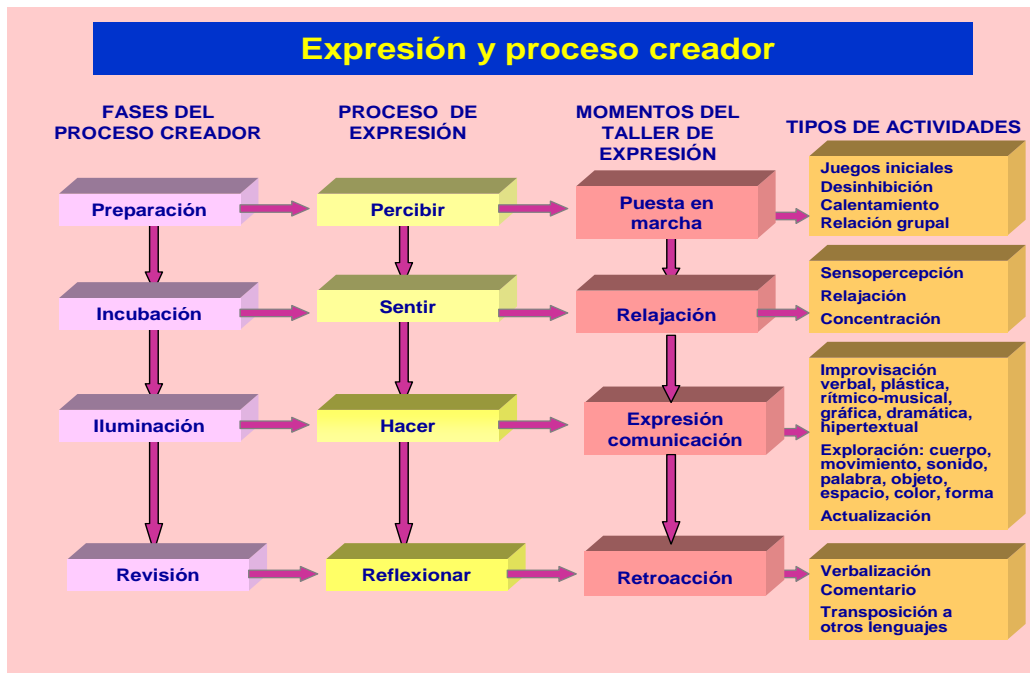 Expresión y proceso creador
FASES DEL
PROCESO CREADOR
PROCESO DE
EXPRESIÓN
MOMENTOS DEL
TALLER DE
EXPRESIÓN
TIPOS DE ACTIVIDADES
Preparación
Percibir
Puesta en
marcha
Juegos iniciales
Desinhibición
Calentamiento
Relación grupal
Incubación
Sentir
Relajación
Sensopercepción
Relajación
Concentración
Iluminación
Hacer
Expresión
comunicación
Improvisación
verbal, plástica,
rítmico-musical,
gráfica, dramática,
hipertextual
Exploración: cuerpo,
movimiento, sonido,
palabra, objeto,
espacio, color, forma
Actualización
Revisión
Reflexionar
Retroacción
Verbalización
Comentario
Transposición a
otros lenguajes